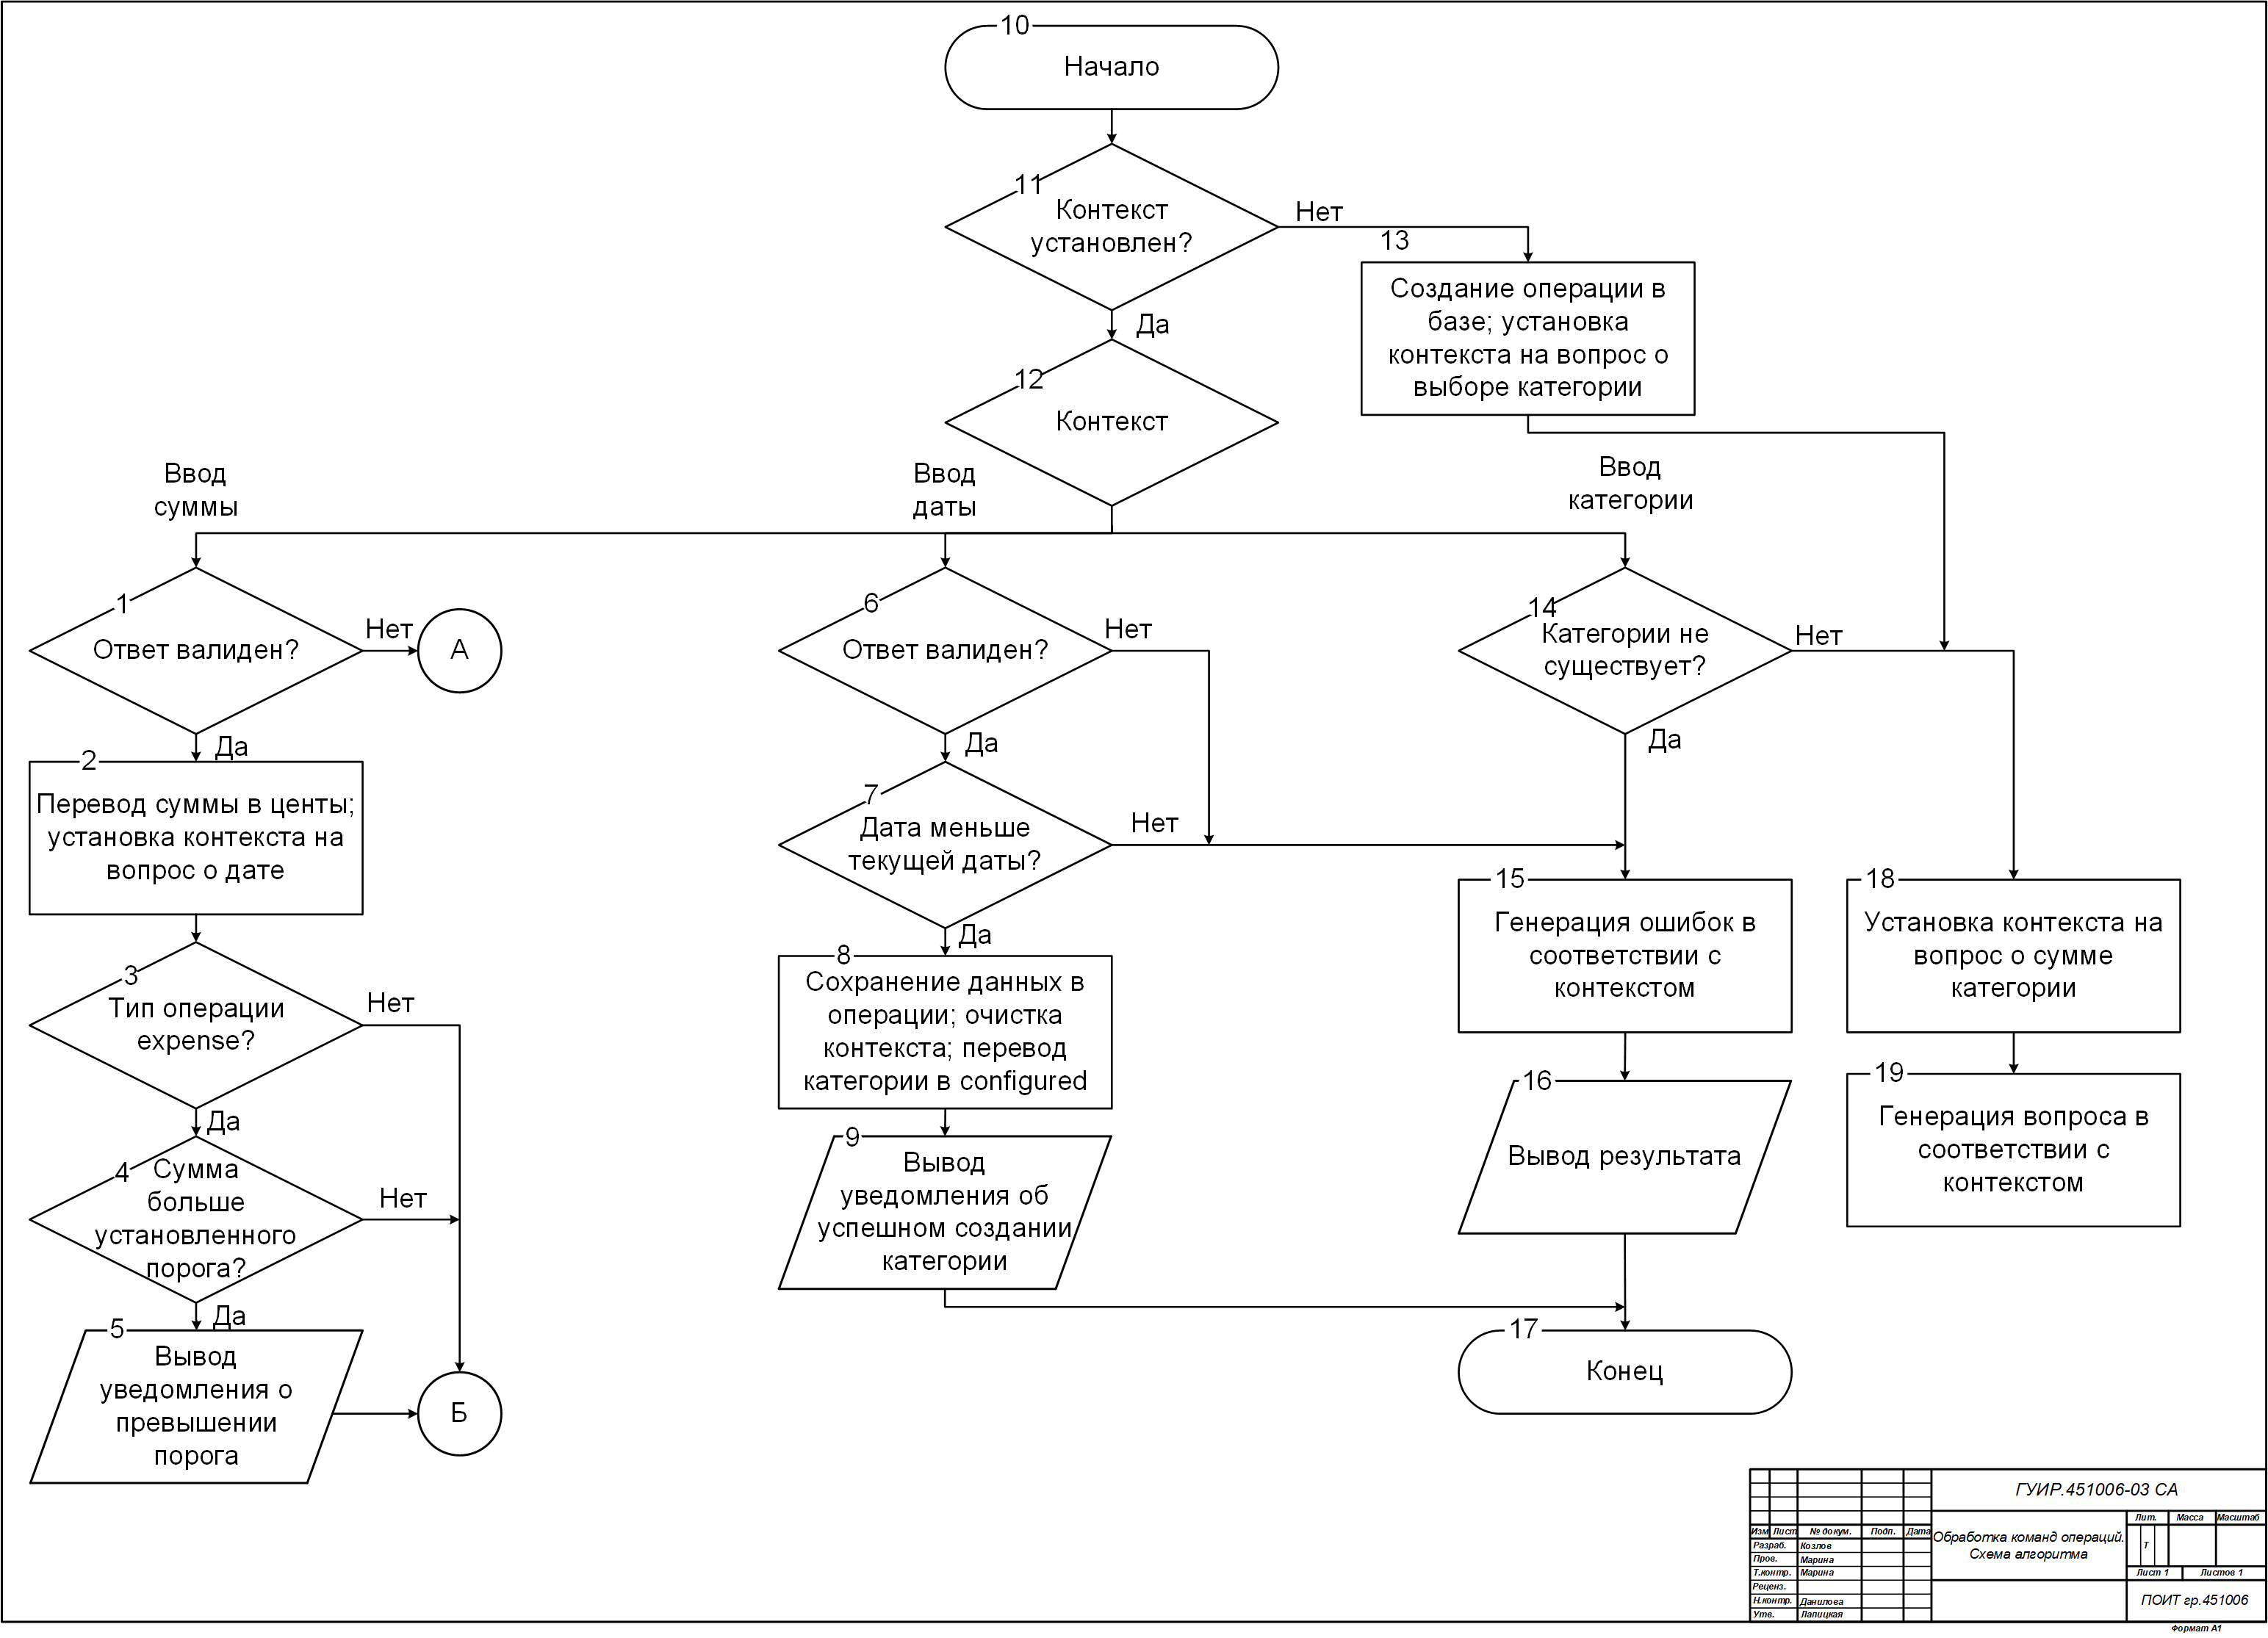 10
Начало
11
Контекст
установлен?
Нет
13
Создание операции в
базе; установка
контекста на вопрос о
выборе категории
Да
12
Контекст
Ввод
суммы
Ввод
даты
Ввод
категории
1
Ответ валиден?
Нет
А
Да
2
Перевод суммы в центы;
установка контекста на
вопрос о дате
3
Тип операции
expense?
Нет
Да
4
Сумма
больше
установленного
порога?
Нет
Да
5
Вывод
уведомления о
превышении
порога
Б
6
Ответ валиден?
Нет
Да
7
Дата меньше
текущей даты?
Нет
Да
8
Сохранение данных в
операции; очистка
контекста; перевод
категории в configured
9
Вывод
уведомления об
успешном создании
категории
14
Категории не
существует?
Нет
Да
15
Генерация ошибок в
соответствии с
контекстом
16
Вывод результата
17
Конец
18
Установка контекста на
вопрос о сумме
категории
19
Генерация вопроса в
соответствии с
контекстом
ГУИР.451006-03 СА
Изм Лист № докум. Подп. Дата
Разраб. Козлов
Пров. Марина
Т.контр. Марина
Реценз.
Н.контр. Данилова
Утв. Лапицкая
Обработка команд операций.
Схема алгоритма
Лит. Масса Масштаб
Т
Лист 1 Листов 1
ПОИТ гр.451006
Формат А1